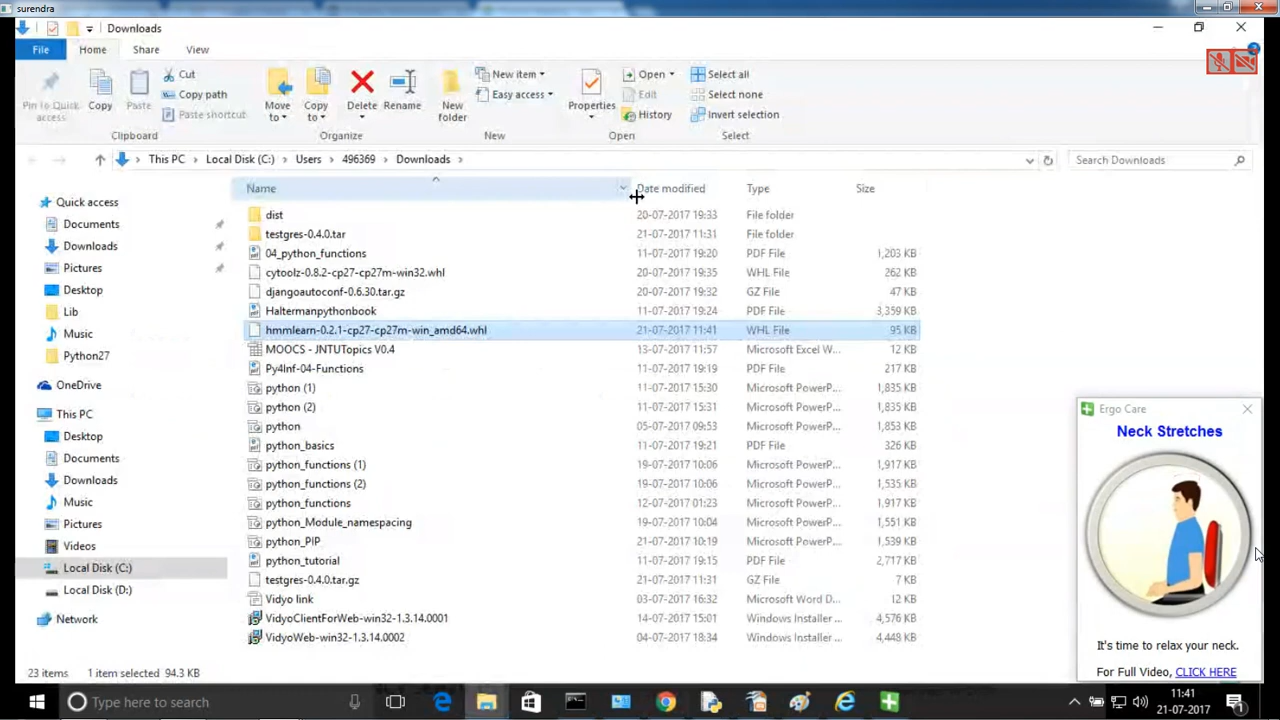 surendra
Downloads
File Home Share View
Pin to Quick access
Copy
Paste
Cut
Copy path
Paste shortcut
Clipboard
Move to
Copy to
Delete
Rename
Organize
New folder
New item
Easy access
New
Properties
Open
Edit
History
Open
Select all
Select none
Invert selection
Select
This PC Local Disk (C:) Users 496369 Downloads
Search Downloads
Quick access
Documents
Downloads
Pictures
Desktop
Lib
Music
Python27
OneDrive
This PC
Desktop
Documents
Downloads
Music
Pictures
Videos
Local Disk (C:)
Local Disk (D:)
Network
Name Date modified Type Size
dist 20-07-2017 19:33 File folder
testgres-0.4.0.tar 21-07-2017 11:31 File folder
04_python_functions 11-07-2017 19:20 PDF File 1,203 KB
cytoolz-0.8.2-cp27-cp27m-win32.whl 20-07-2017 19:35 WHL File 262 KB
djangoautoconf-0.6.30.tar.gz 20-07-2017 19:32 GZ File 47 KB
Haltermanpythonbook 11-07-2017 19:24 PDF File 3,359 KB
hmmlearn-0.2.1-cp27-cp27m-win_amd64.whl 21-07-2017 11:41 WHL File 95 KB
MOOCS - JNTUTopics V0.4 13-07-2017 11:57 Microsoft Excel W... 12 KB
Py4Inf-04-Functions 11-07-2017 19:19 PDF File 217 KB
python (1) 11-07-2017 15:30 Microsoft PowerP... 1,835 KB
python (2) 11-07-2017 15:31 Microsoft PowerP... 1,835 KB
python 05-07-2017 09:53 Microsoft PowerP... 1,853 KB
python_basics 11-07-2017 19:21 PDF File 326 KB
python_functions (1) 19-07-2017 10:06 Microsoft PowerP... 1,917 KB
python_functions (2) 19-07-2017 10:06 Microsoft PowerP... 1,535 KB
python_functions 12-07-2017 01:23 Microsoft PowerP... 1,917 KB
python_Module_namespacing 19-07-2017 10:04 Microsoft PowerP... 1,551 KB
python_PIP 21-07-2017 10:19 Microsoft PowerP... 1,539 KB
python_tutorial 11-07-2017 19:15 PDF File 2,717 KB
testgres-0.4.0.tar.gz 21-07-2017 11:31 GZ File 7 KB
Vidyo link 03-07-2017 16:32 Microsoft Word D... 12 KB
VidyoClientForWeb-win32-1.3.14.0001 14-07-2017 15:01 Windows Installer ... 4,576 KB
VidyoWeb-win32-1.3.14.0002 04-07-2017 18:34 Windows Installer ... 4,448 KB
23 items 1 item selected 94.3 KB
Ergo Care
Neck Stretches
It's time to relax your neck.
For Full Video, CLICK HERE
Type here to search
11:41
21-07-2017
1